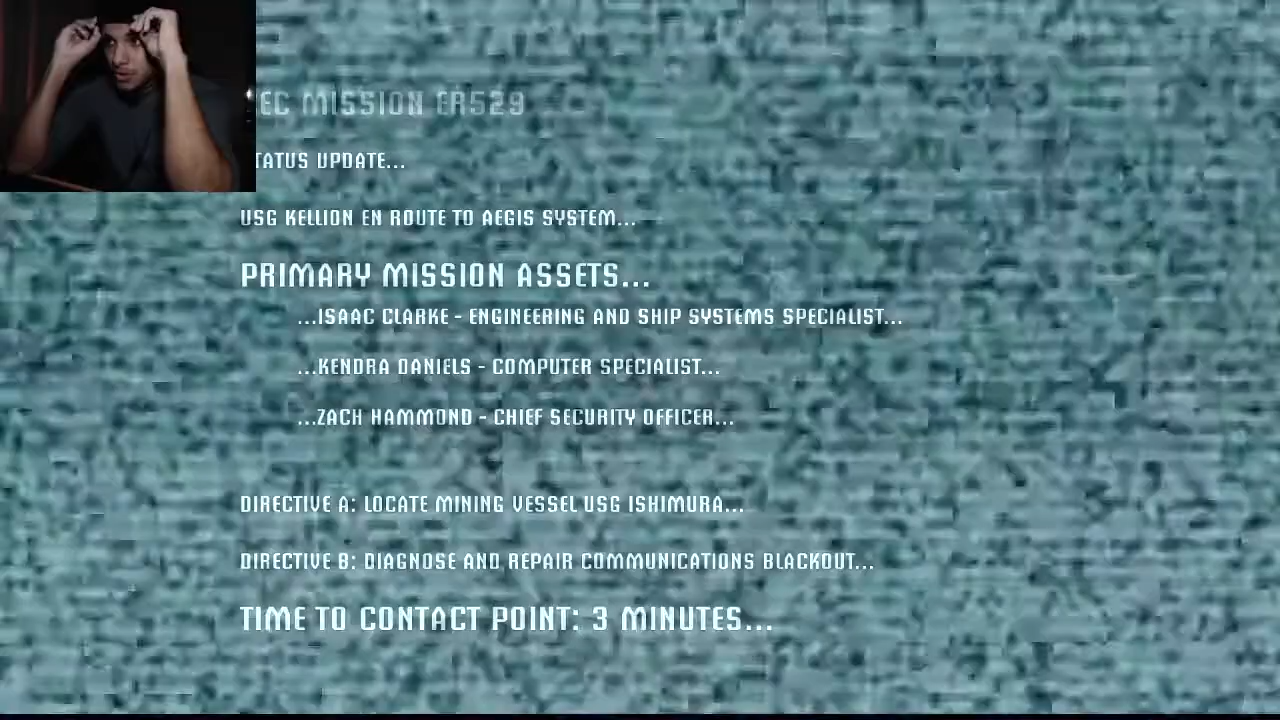 EC MISSION ER529
TATUS UPDATE...
USG KELLION EN ROUTE TO AEGIS SYSTEM...
PRIMARY MISSION ASSETS...
...ISAAC CLARKE - ENGINEERING AND SHIP SYSTEMS SPECIALIST...
...KENDRA DANIELS - COMPUTER SPECIALIST...
...ZACH HAMMOND - CHIEF SECURITY OFFICER...
DIRECTIVE A: LOCATE MINING VESSEL USG ISHIMURA...
DIRECTIVE B: DIAGNOSE AND REPAIR COMMUNICATIONS BLACKOUT...
TIME TO CONTACT POINT: 3 MINUTES...